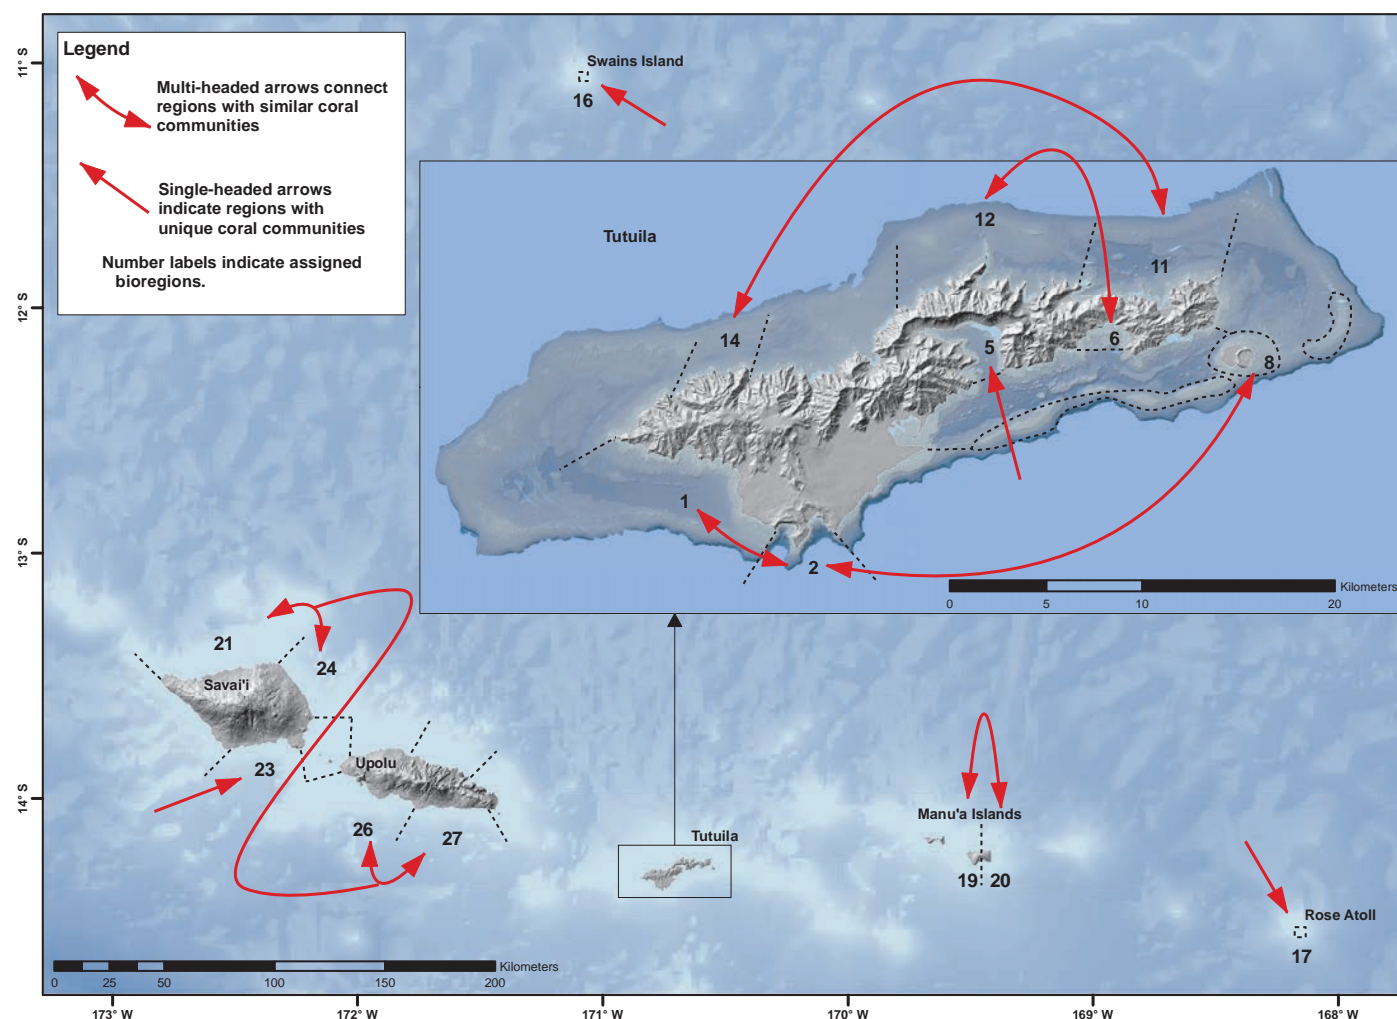 Legend
Multi-headed arrows connect
regions with similar coral
communities
Single-headed arrows
indicate regions with
unique coral communities
Number labels indicate assigned
bioregions.
Swains Island
16
Tutuila
12
11
14
5
6
8
1
2
Kilometers
0 5 10 20
21
24
Savai'i
23
Upolu
26
27
Tutuila
Manu'a Islands
19 20
Rose Atoll
17
Kilometers
0 25 50 100 150 200
11° S
12° S
13° S
14° S
173° W 172° W 171° W 170° W 169° W 168° W